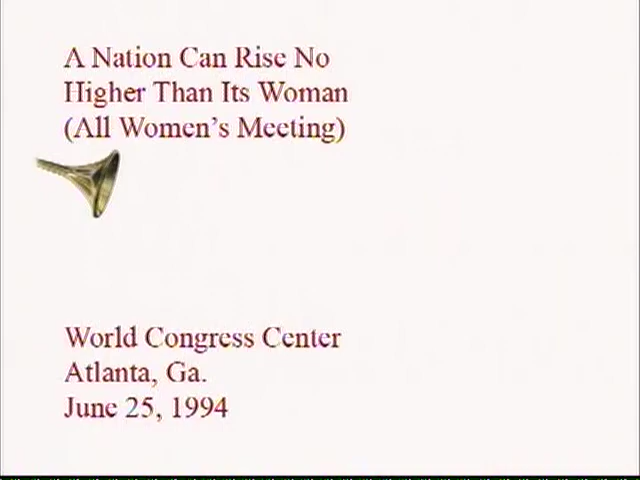 A Nation Can Rise No
Higher Than Its Woman
(All Women's Meeting)
World Congress Center
Atlanta, Ga.
June 25, 1994